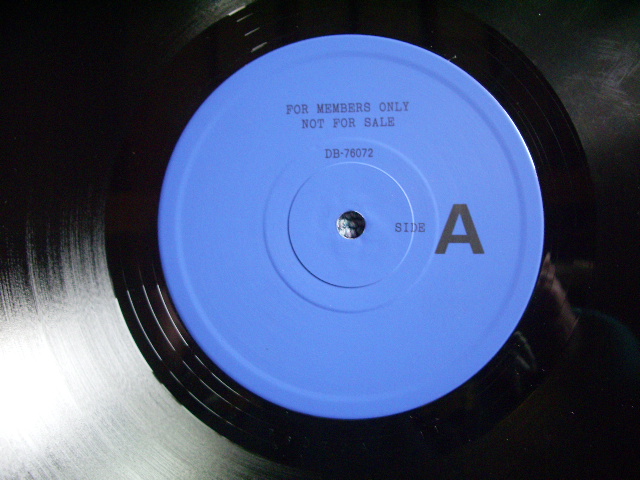 FOR MEMBERS ONLY
NOT FOR SALE
DB-76072
SIDE A